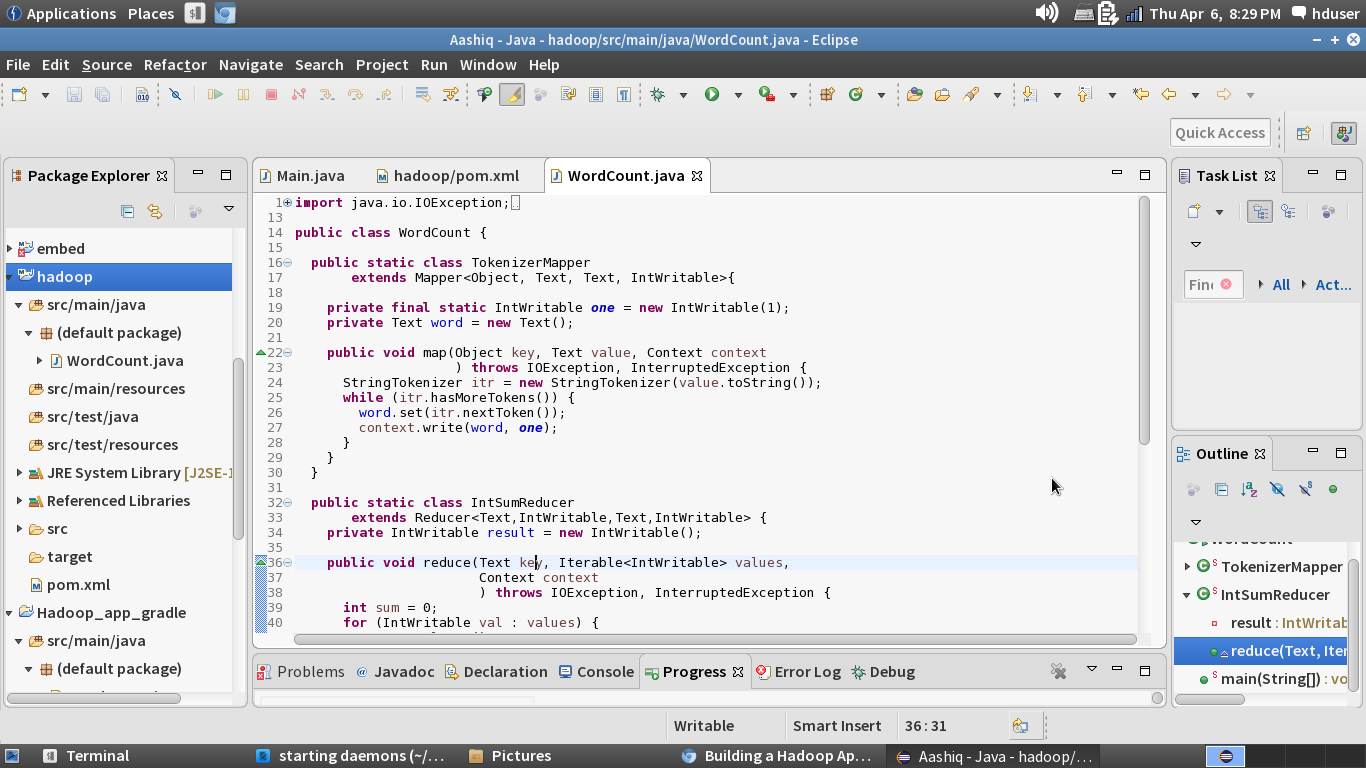 Applications Places Thu Apr 6, 8:29 PM hduser
Aashiq - Java - hadoop/src/main/java/WordCount.java - Eclipse
File Edit Source Refactor Navigate Search Project Run Window Help
Quick Access
Package Explorer
embed
hadoop
src/main/java
(default package)
WordCount.java
src/main/resources
src/test/java
src/test/resources
JRE System Library [J2SE-1
Referenced Libraries
src
target
pom.xml
Hadoop_app_gradle
src/main/java
(default package)
Main.java hadoop/pom.xml WordCount.java
1 import java.io.IOException;
13
14 public class WordCount {
15
16 public static class TokenizerMapper
17 extends Mapper<Object, Text, Text, IntWritable>{
18
19 private final static IntWritable one = new IntWritable(1);
20 private Text word = new Text();
21
22 public void map(Object key, Text value, Context context
23 ) throws IOException, InterruptedException {
24 StringTokenizer itr = new StringTokenizer(value.toString());
25 while (itr.hasMoreTokens()) {
26 word.set(itr.nextToken());
27 context.write(word, one);
28 }
29 }
30 }
31
32 public static class IntSumReducer
33 extends Reducer<Text,IntWritable,Text,IntWritable> {
34 private IntWritable result = new IntWritable();
35
36 public void reduce(Text key, Iterable<IntWritable> values,
37 Context context
38 ) throws IOException, InterruptedException {
39 int sum = 0;
40 for (IntWritable val : values) {
Task List
Find All Act...
Outline
WordCount
TokenizerMapper
IntSumReducer
result : IntWritab
reduce(Text, Iter
main(String[]) : vo
Problems Javadoc Declaration Console Progress Error Log Debug
Writable Smart Insert 36 : 31
Terminal starting daemons (~/... Pictures Building a Hadoop Ap... Aashiq - Java - hadoop/...